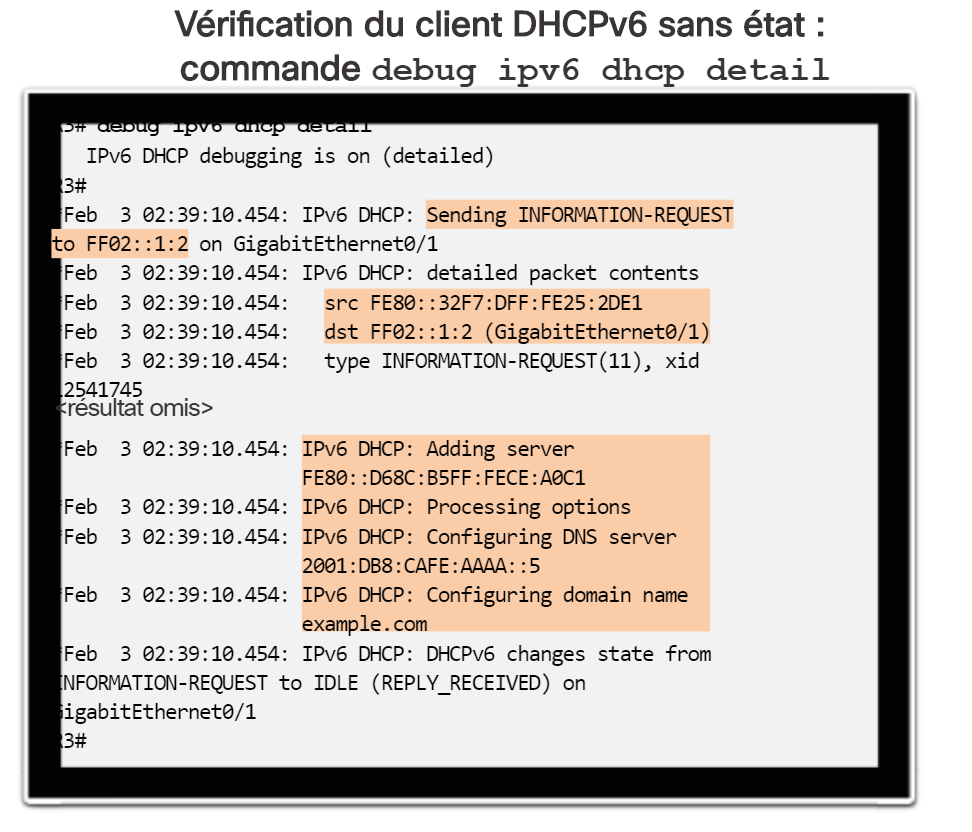 Vérification du client DHCPv6 sans état :
commande debug ipv6 dhcp detail
R3# debug ipv6 dhcp detail
IPv6 DHCP debugging is on (detailed)
R3#
*Feb  3 02:39:10.454: IPv6 DHCP: Sending INFORMATION-REQUEST
to FF02::1:2 on GigabitEthernet0/1
*Feb  3 02:39:10.454: IPv6 DHCP: detailed packet contents
*Feb  3 02:39:10.454:   src FE80::32F7:DFF:FE25:2DE1
*Feb  3 02:39:10.454:   dst FF02::1:2 (GigabitEthernet0/1)
*Feb  3 02:39:10.454:   type INFORMATION-REQUEST(11), xid
12541745
<résultat omis>
*Feb  3 02:39:10.454: IPv6 DHCP: Adding server
FE80::D68C:B5FF:FECE:A0C1
*Feb  3 02:39:10.454: IPv6 DHCP: Processing options
*Feb  3 02:39:10.454: IPv6 DHCP: Configuring DNS server
2001:DB8:CAFE:AAAA::5
*Feb  3 02:39:10.454: IPv6 DHCP: Configuring domain name
example.com
*Feb  3 02:39:10.454: IPv6 DHCP: DHCPv6 changes state from
INFORMATION-REQUEST to IDLE (REPLY_RECEIVED) on
GigabitEthernet0/1
R3#